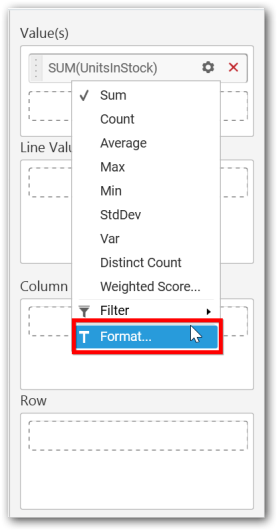 Value(s)
SUM(UnitsInStock)
Sum
Count
Average
Max
Min
StdDev
Var
Distinct Count
Weighted Score...
Filter
Format...
Line Valu
Column
Row